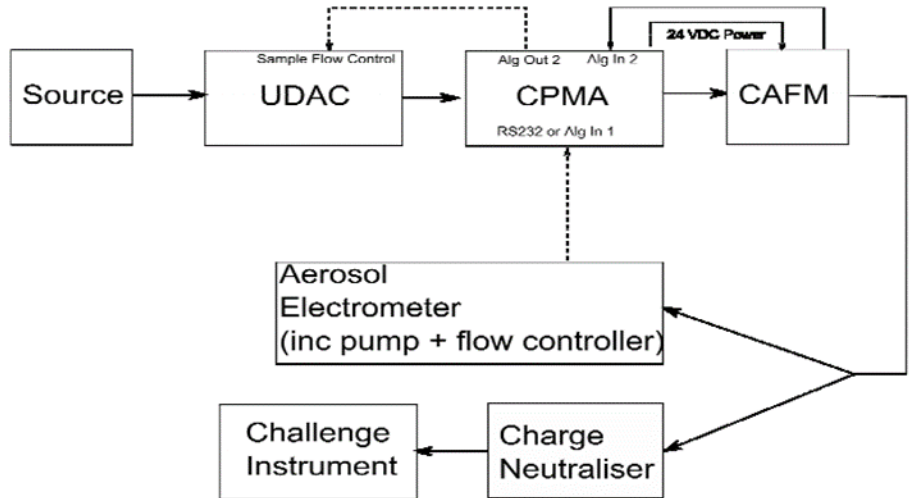 24 VDC Power
Sample Flow Control
Alg Out 2
Alg In 2
Source
UDAC
CPMA
CAFM
RS232 or Alg In 1
Aerosol
Electrometer
(inc pump + flow controller)
Challenge
Instrument
Charge
Neutraliser